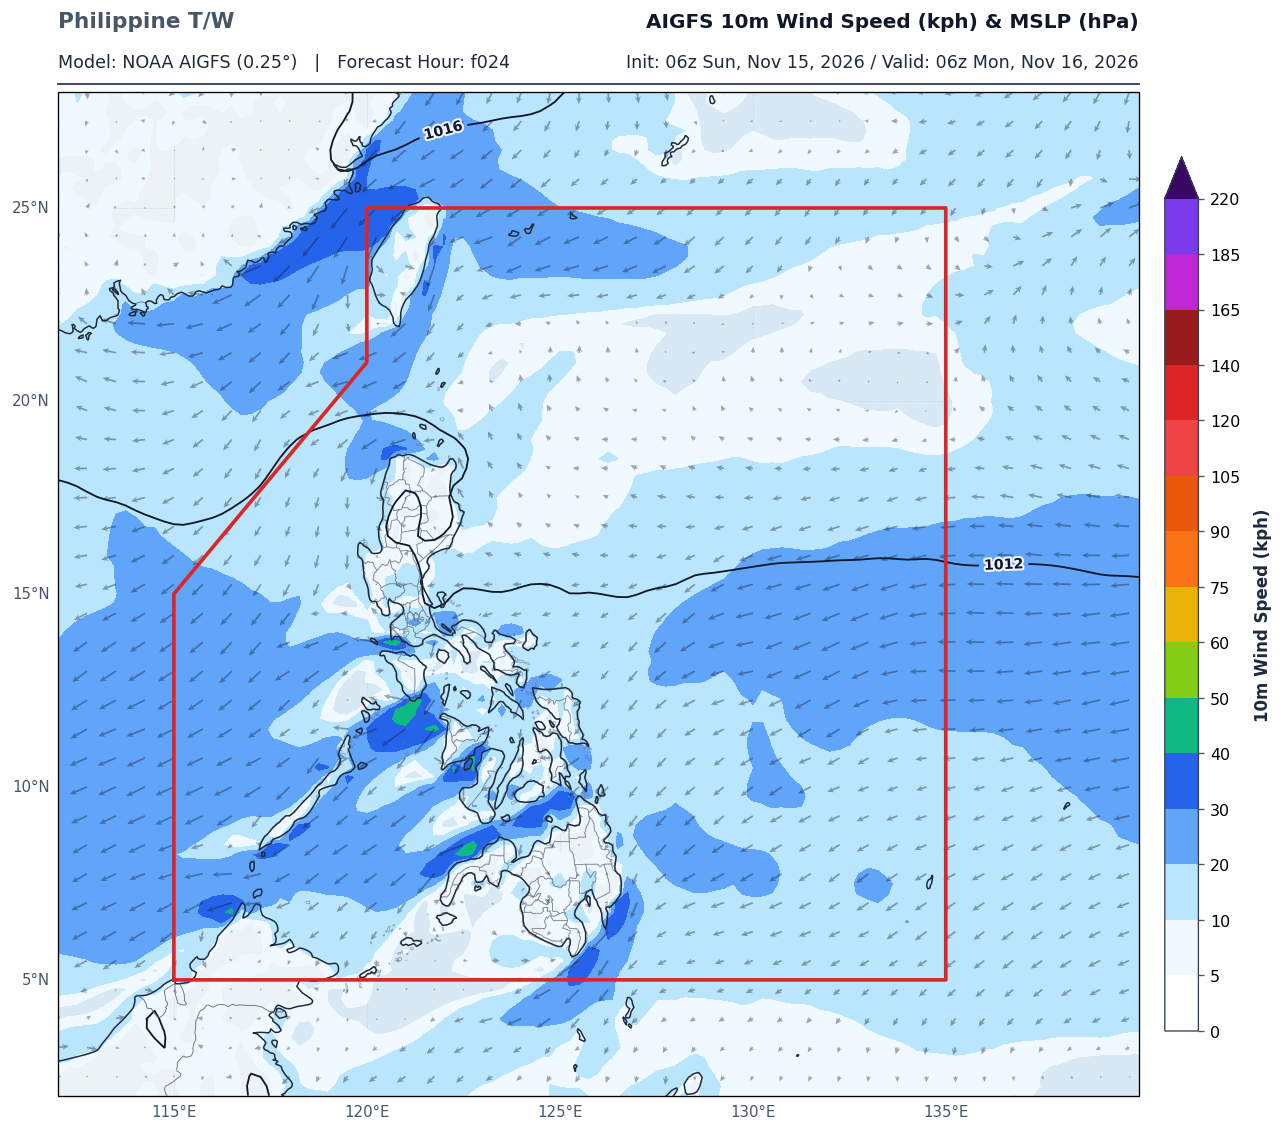 Philippine T/W
AIGFS 10m Wind Speed (kph) & MSLP (hPa)
Model: NOAA AIGFS (0.25°) | Forecast Hour: f024
Init: 06z Sun, Nov 15, 2026 / Valid: 06z Mon, Nov 16, 2026
1016
1012
25°N
20°N
15°N
10°N
5°N
115°E
120°E
125°E
130°E
135°E
220
185
165
140
120
105
90
75
60
50
40
30
20
10
5
0
10m Wind Speed (kph)